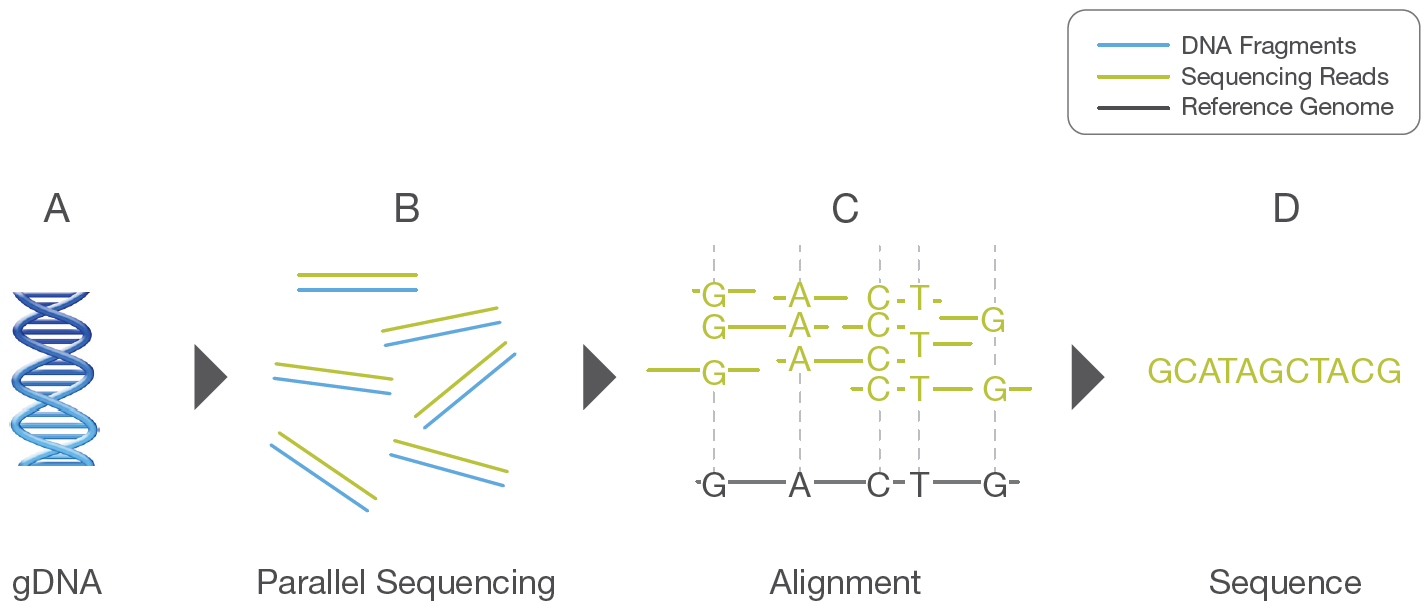 DNA Fragments
Sequencing Reads
Reference Genome
A
B
C
D
G A C T
G A C G
G A C T
C T G
G A C T G
GCATAGCTACG
gDNA
Parallel Sequencing
Alignment
Sequence